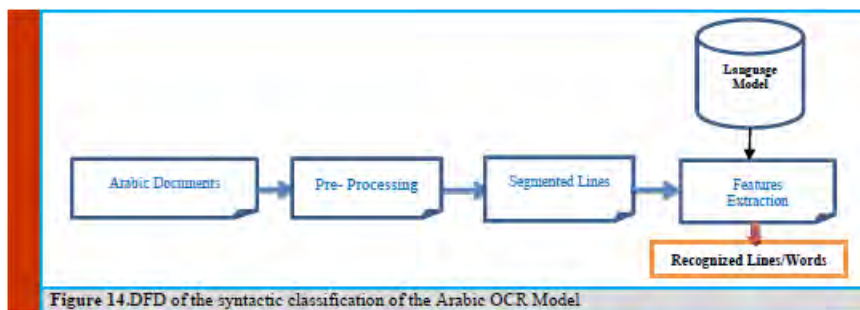 Language
Model
Arabic Documents
Pre- Processing
Segmented Lines
Features
Extraction
Recognized Lines/Words
Figure 14.DFD of the syntactic classification of the Arabic OCR Model